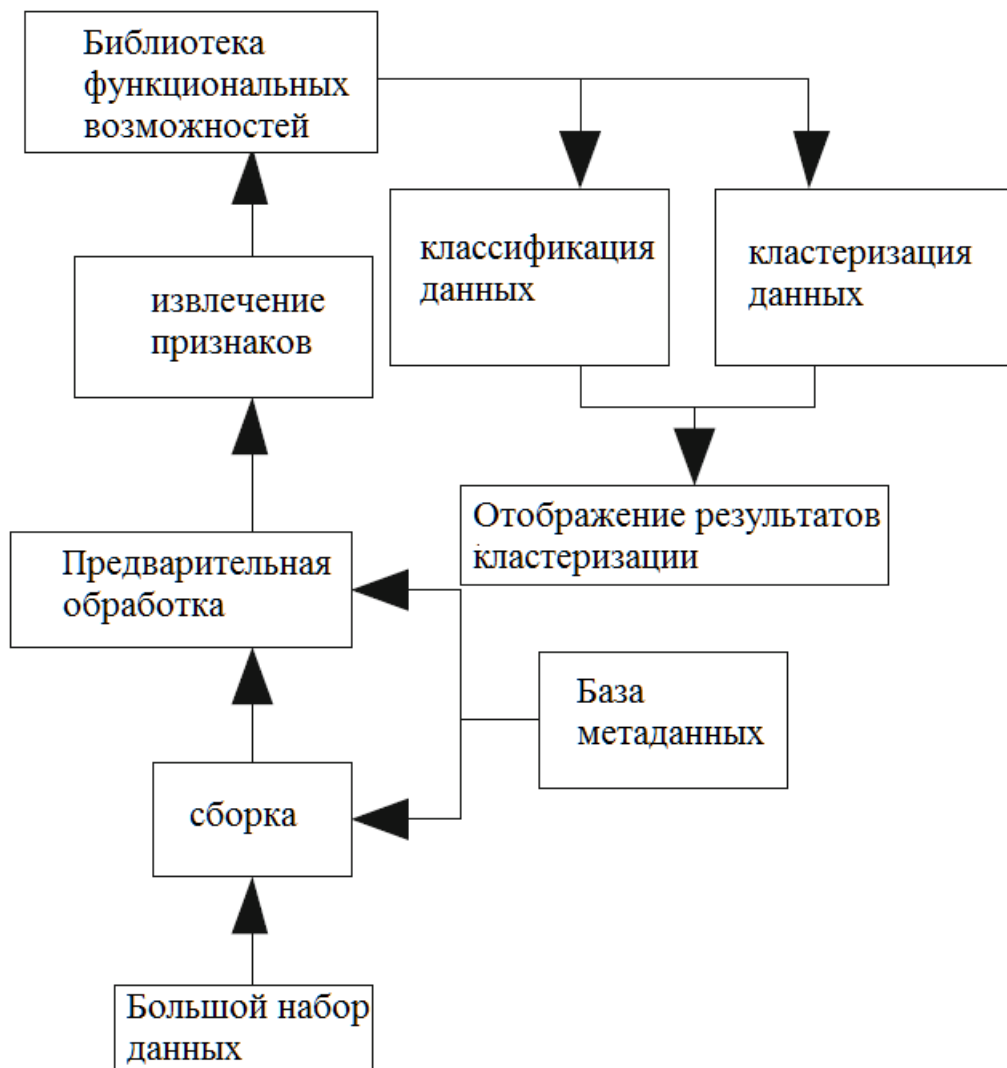 Библиотека
функциональных
возможностей
классификация
данных
кластеризация
данных
извлечение
признаков
Отображение результатов
кластеризации
Предварительная
обработка
База
метаданных
сборка
Большой набор
данных